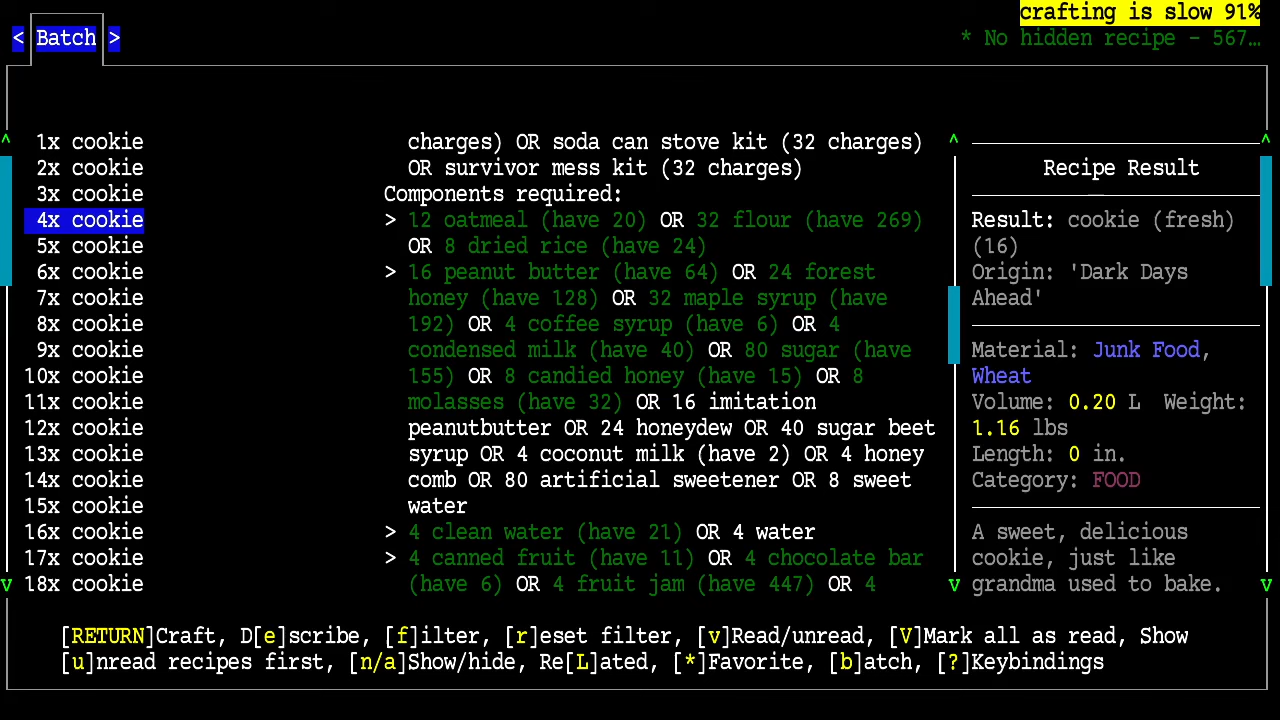 crafting is slow 91%
< Batch >
* No hidden recipe - 567…
1x cookie
2x cookie
3x cookie
4x cookie
5x cookie
6x cookie
7x cookie
8x cookie
9x cookie
10x cookie
11x cookie
12x cookie
13x cookie
14x cookie
15x cookie
16x cookie
17x cookie
18x cookie
charges) OR soda can stove kit (32 charges)
OR survivor mess kit (32 charges)
Components required:
> 12 oatmeal (have 20) OR 32 flour (have 269)
OR 8 dried rice (have 24)
> 16 peanut butter (have 64) OR 24 forest
honey (have 128) OR 32 maple syrup (have
192) OR 4 coffee syrup (have 6) OR 4
condensed milk (have 40) OR 80 sugar (have
155) OR 8 candied honey (have 15) OR 8
molasses (have 32) OR 16 imitation
peanutbutter OR 24 honeydew OR 40 sugar beet
syrup OR 4 coconut milk (have 2) OR 4 honey
comb OR 80 artificial sweetener OR 8 sweet
water
> 4 clean water (have 21) OR 4 water
> 4 canned fruit (have 11) OR 4 chocolate bar
(have 6) OR 4 fruit jam (have 447) OR 4
Recipe Result
Result: cookie (fresh)
(16)
Origin: 'Dark Days
Ahead'
Material: Junk Food,
Wheat
Volume: 0.20 L Weight:
1.16 lbs
Length: 0 in.
Category: FOOD
A sweet, delicious
cookie, just like
grandma used to bake.
[RETURN]Craft, D[e]scribe, [f]ilter, [r]eset filter, [v]Read/unread, [V]Mark all as read, Show
[u]nread recipes first, [n/a]Show/hide, Re[L]ated, [*]Favorite, [b]atch, [?]Keybindings